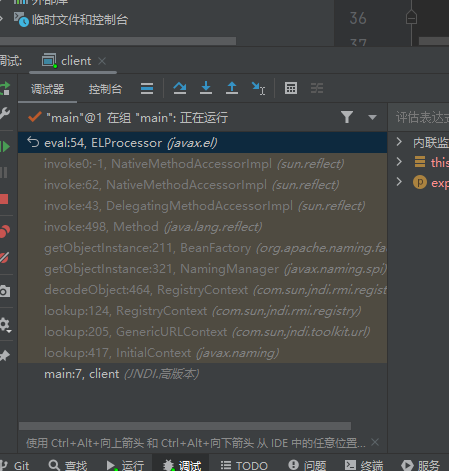 临时文件和控制台
36
37
调试: client
调试器 控制台
"main"@1 在组 "main": 正在运行
评估表达式
eval:54, ELProcessor (javax.el)
内联监
invoke0:-1, NativeMethodAccessorImpl (sun.reflect)
this
invoke:62, NativeMethodAccessorImpl (sun.reflect)
exp
invoke:43, DelegatingMethodAccessorImpl (sun.reflect)
invoke:498, Method (java.lang.reflect)
getObjectInstance:211, BeanFactory (org.apache.naming.fa
getObjectInstance:321, NamingManager (javax.naming.spi)
decodeObject:464, RegistryContext (com.sun.jndi.rmi.regist
lookup:124, RegistryContext (com.sun.jndi.rmi.registry)
lookup:205, GenericURLContext (com.sun.jndi.toolkit.url)
lookup:417, InitialContext (javax.naming)
main:7, client (JNDI.高版本)
使用 Ctrl+Alt+向上箭头 和 Ctrl+Alt+向下箭头 从 IDE 中的任意位置...
Git 查找 运行 调试 TODO 问题 终端 服务